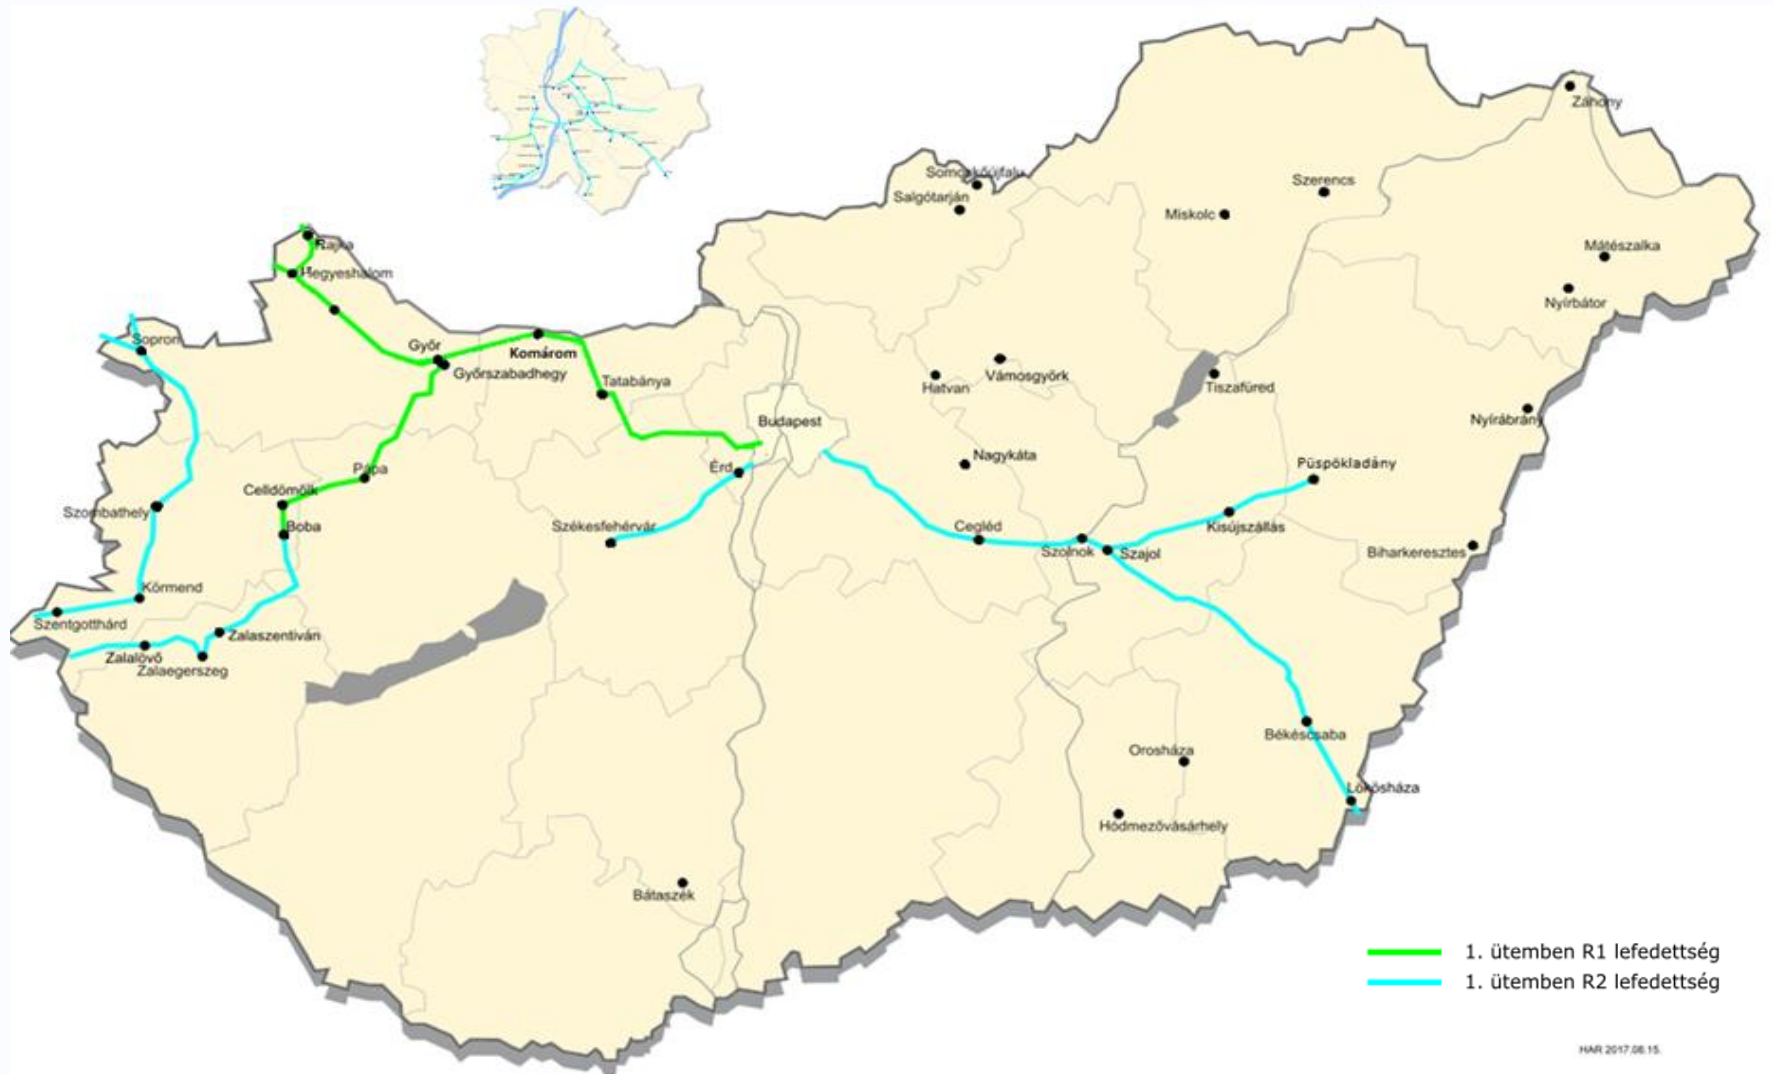 Záhony
Somoskőújfalu
Salgótarján
Szerencs
Miskolc
Rajka
Mátészalka
Hegyeshalom
Nyírbátor
Sopron
Győr
Komárom
Győrszabadhegy
Tatabánya
Hatvan
Vámosgyörk
Tiszafüred
Budapest
Nyírábrány
Nagykáta
Püspökladány
Érd
Pápa
Celldömölk
Szombathely
Boba
Székesfehérvár
Cegléd
Kisújszállás
Szolnok
Szajol
Biharkeresztes
Körmend
Szentgotthárd
Zalaszentiván
Zalalövő
Zalaegerszeg
Békéscsaba
Orosháza
Lőkösháza
Hódmezővásárhely
Bátaszék
1. ütemben R1 lefedettség
1. ütemben R2 lefedettség
HAR 2017.08.15.